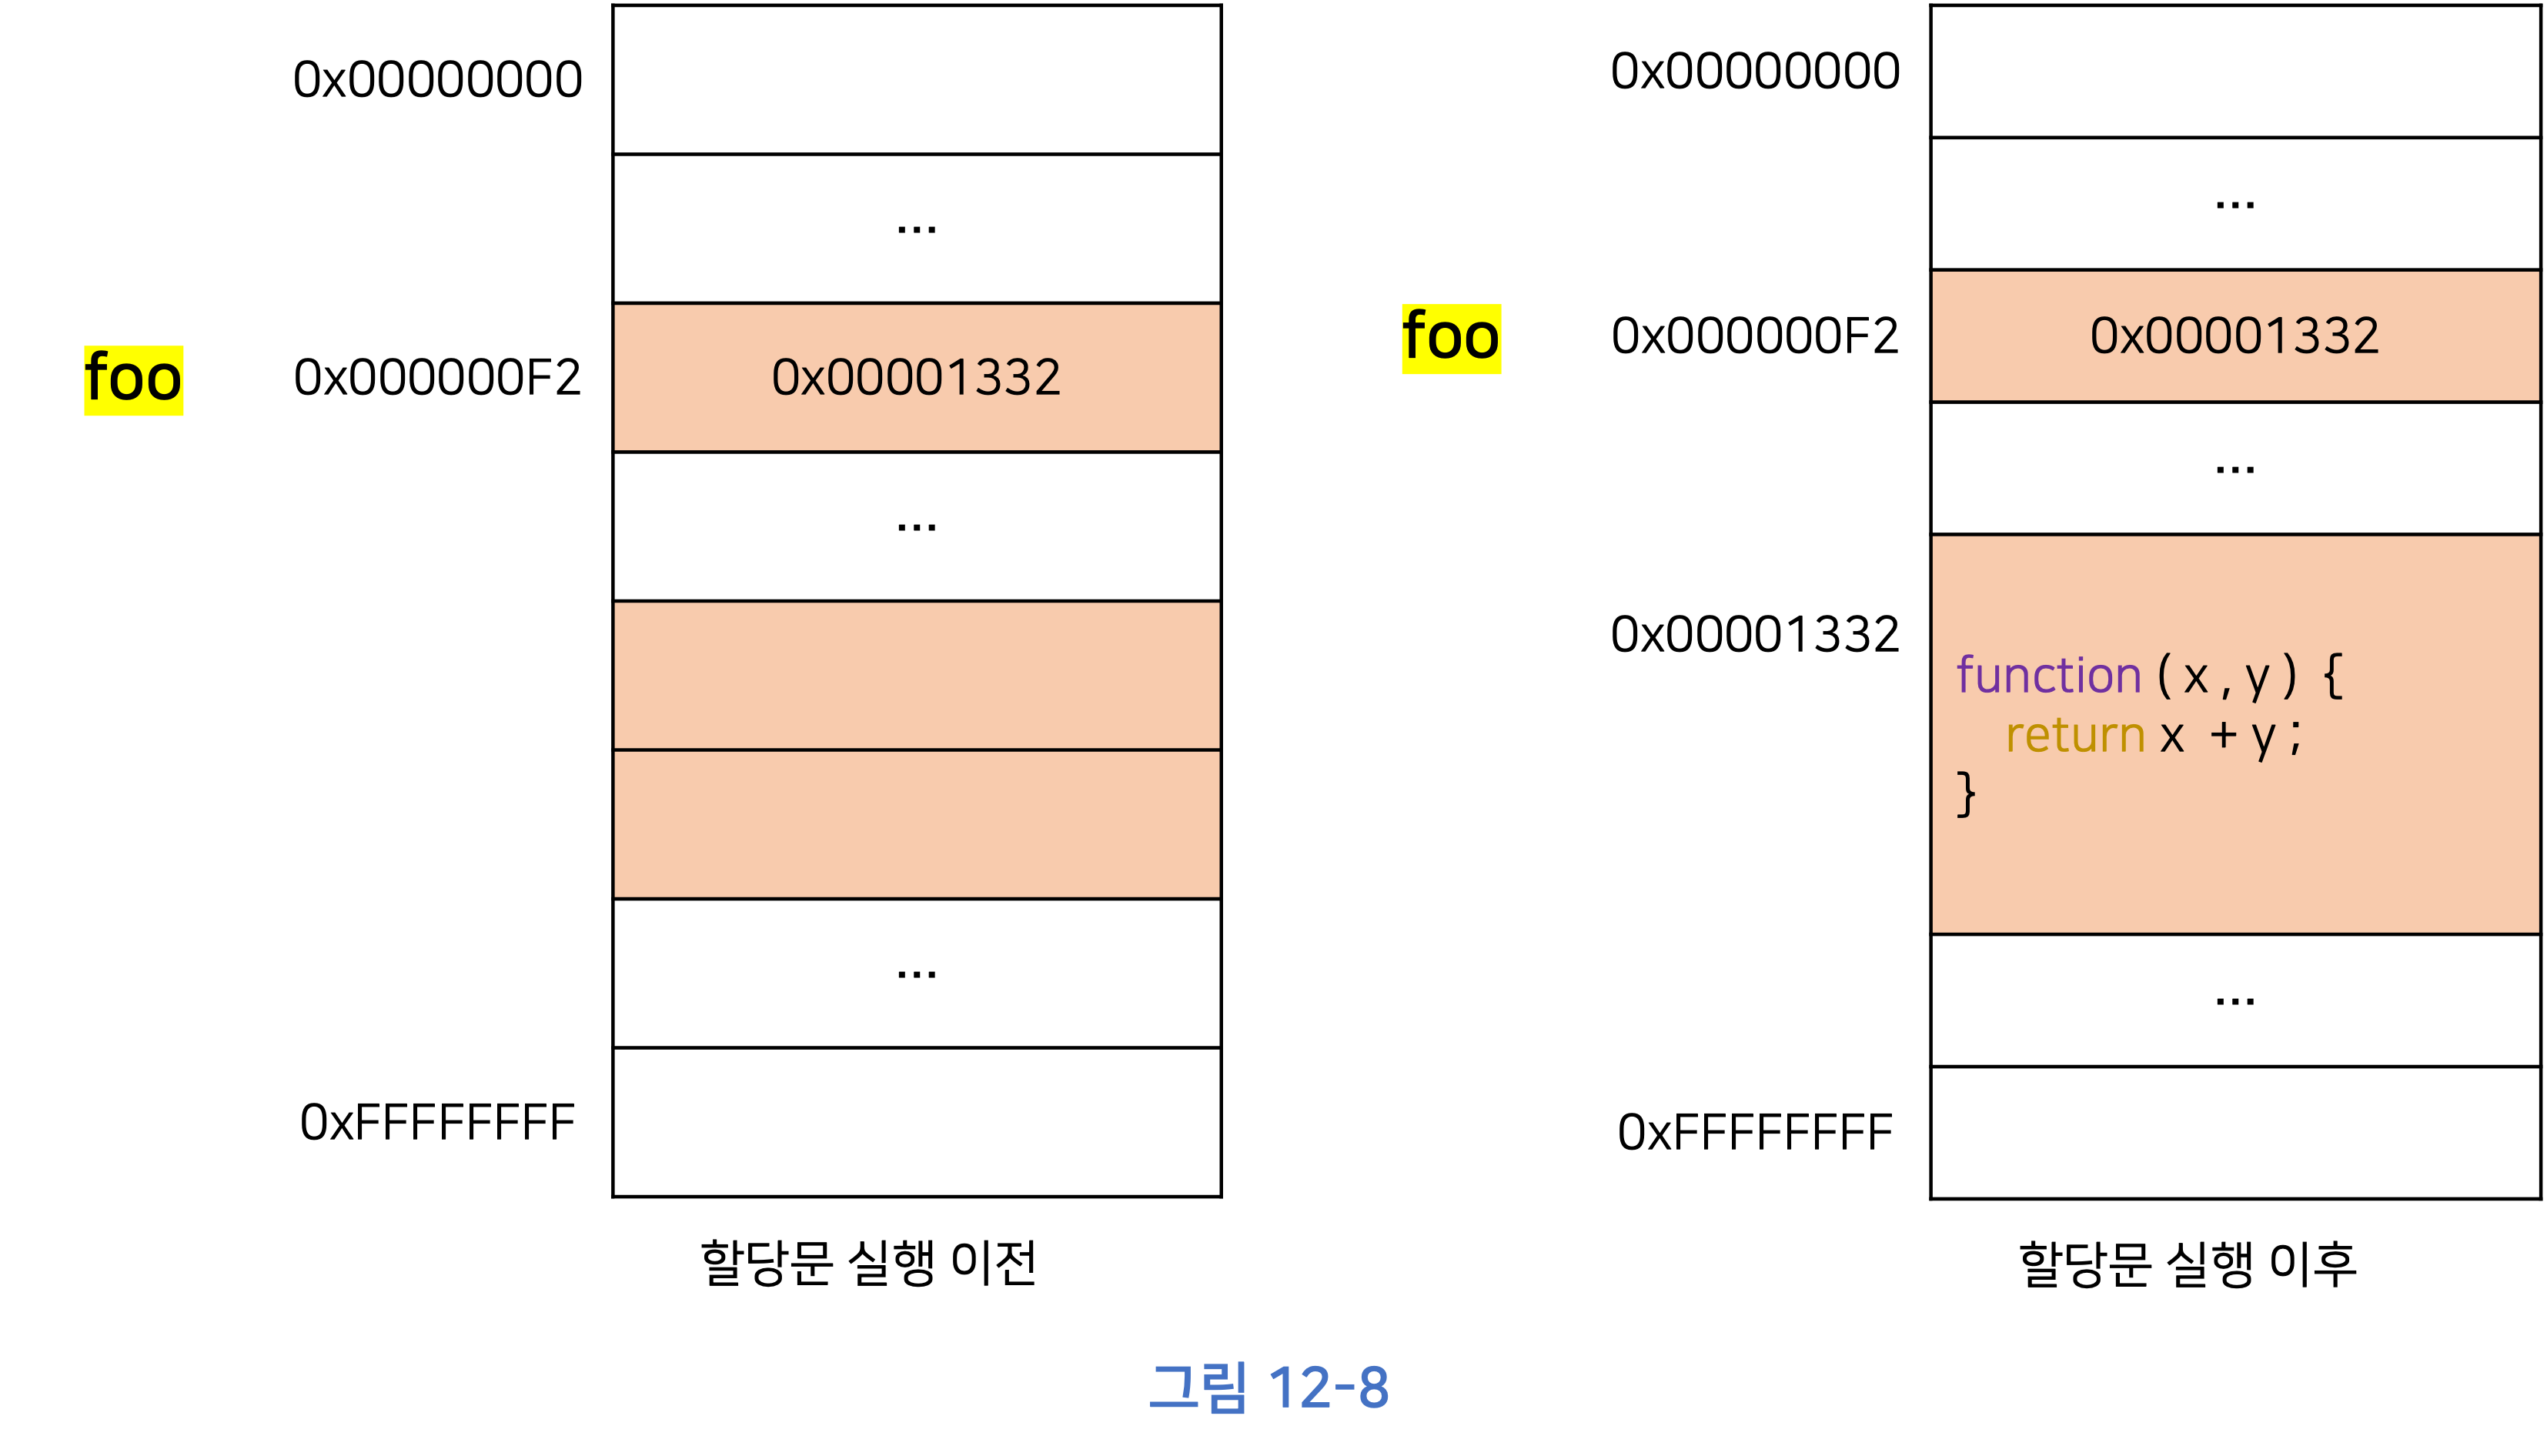 0x00000000
...
foo 0x000000F2 0x00001332
...
...
0xFFFFFFFF
할당문 실행 이전
0x00000000
...
foo 0x000000F2 0x00001332
...
0x00001332
function (x, y) {
return x + y;
}
...
0xFFFFFFFF
할당문 실행 이후
그림 12-8